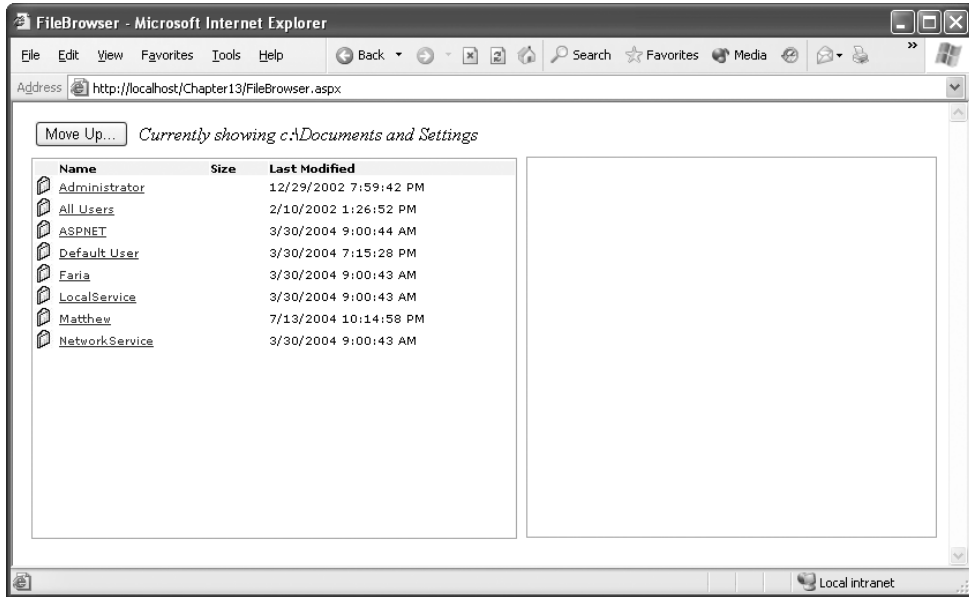 FileBrowser - Microsoft Internet Explorer
File Edit View Favorites Tools Help Back Search Favorites Media »
Address http://localhost/Chapter13/FileBrowser.aspx
Move Up... Currently showing c:\Documents and Settings
Name Size Last Modified
Administrator 12/29/2002 7:59:42 PM
All Users 2/10/2002 1:26:52 PM
ASPNET 3/30/2004 9:00:44 AM
Default User 3/30/2004 7:15:28 PM
Faria 3/30/2004 9:00:43 AM
LocalService 3/30/2004 9:00:43 AM
Matthew 7/13/2004 10:14:58 PM
NetworkService 3/30/2004 9:00:43 AM
Local intranet